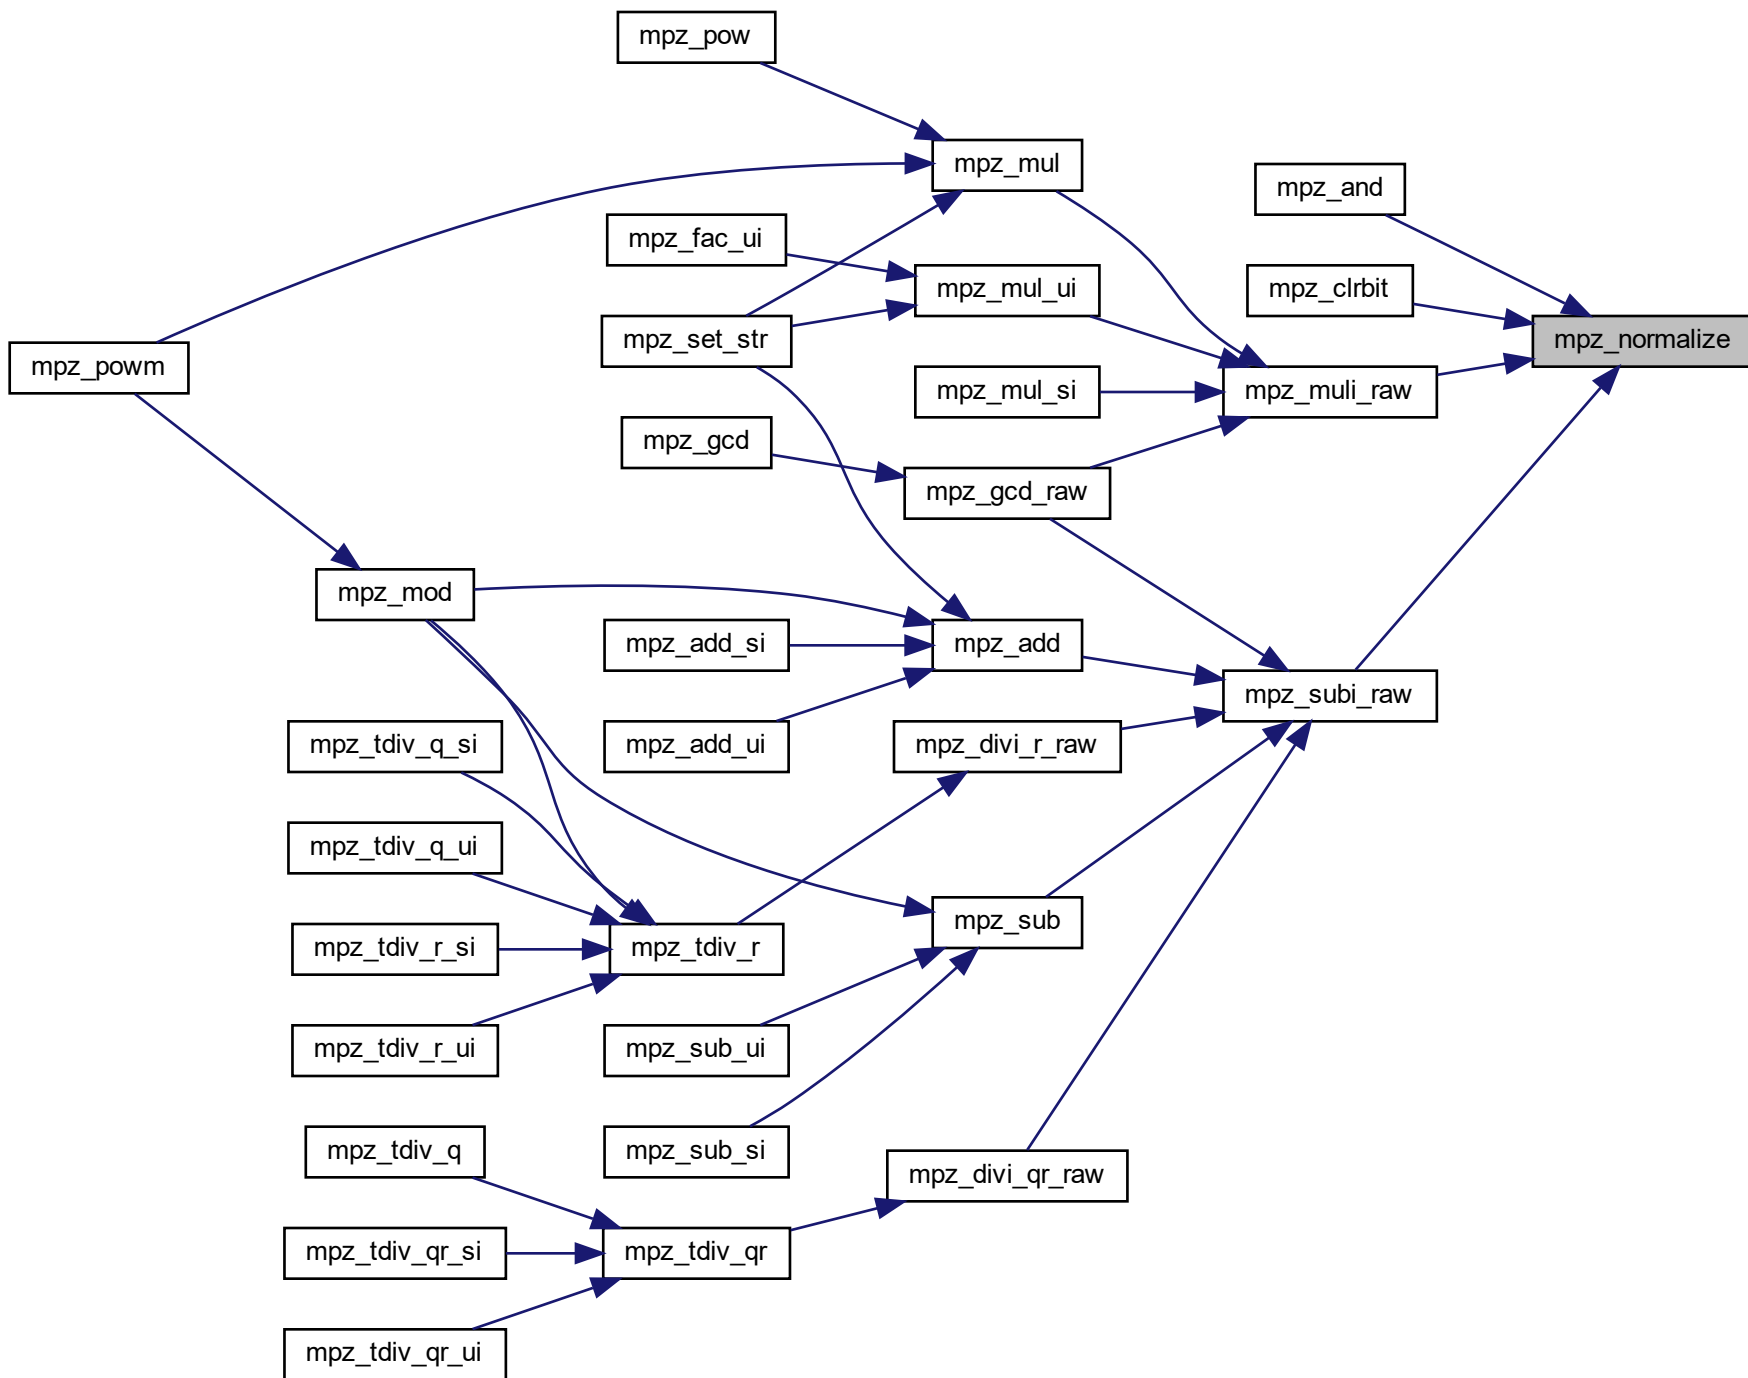 mpz_pow
mpz_mul
mpz_and
mpz_fac_ui
mpz_mul_ui
mpz_clrbit
mpz_set_str
mpz_normalize
mpz_powm
mpz_mul_si
mpz_muli_raw
mpz_gcd
mpz_gcd_raw
mpz_mod
mpz_add_si
mpz_add
mpz_subi_raw
mpz_tdiv_q_si
mpz_add_ui
mpz_divi_r_raw
mpz_tdiv_q_ui
mpz_sub
mpz_tdiv_r_si
mpz_tdiv_r
mpz_tdiv_r_ui
mpz_sub_ui
mpz_tdiv_q
mpz_sub_si
mpz_divi_qr_raw
mpz_tdiv_qr_si
mpz_tdiv_qr
mpz_tdiv_qr_ui